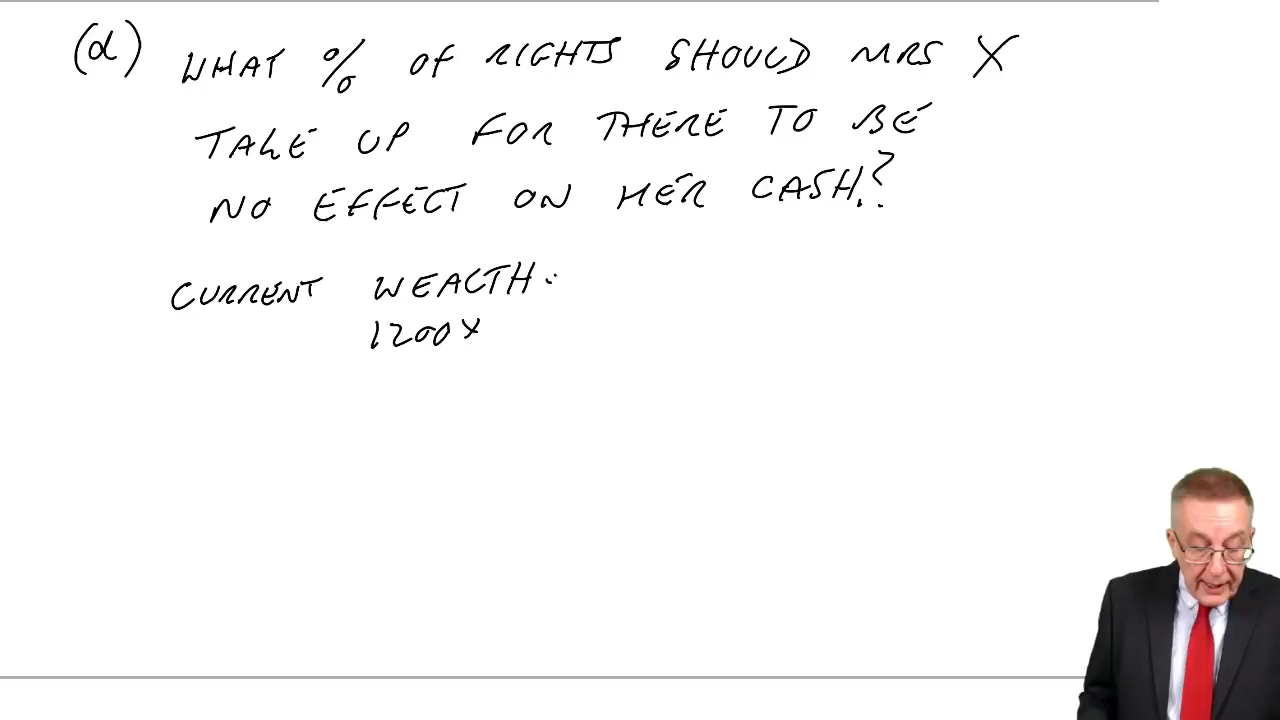 (d) WHAT % OF RIGHTS SHOULD MRS X
TAKE UP FOR THERE TO BE
NO EFFECT ON HER CASH?
CURRENT WEALTH:
1200 x